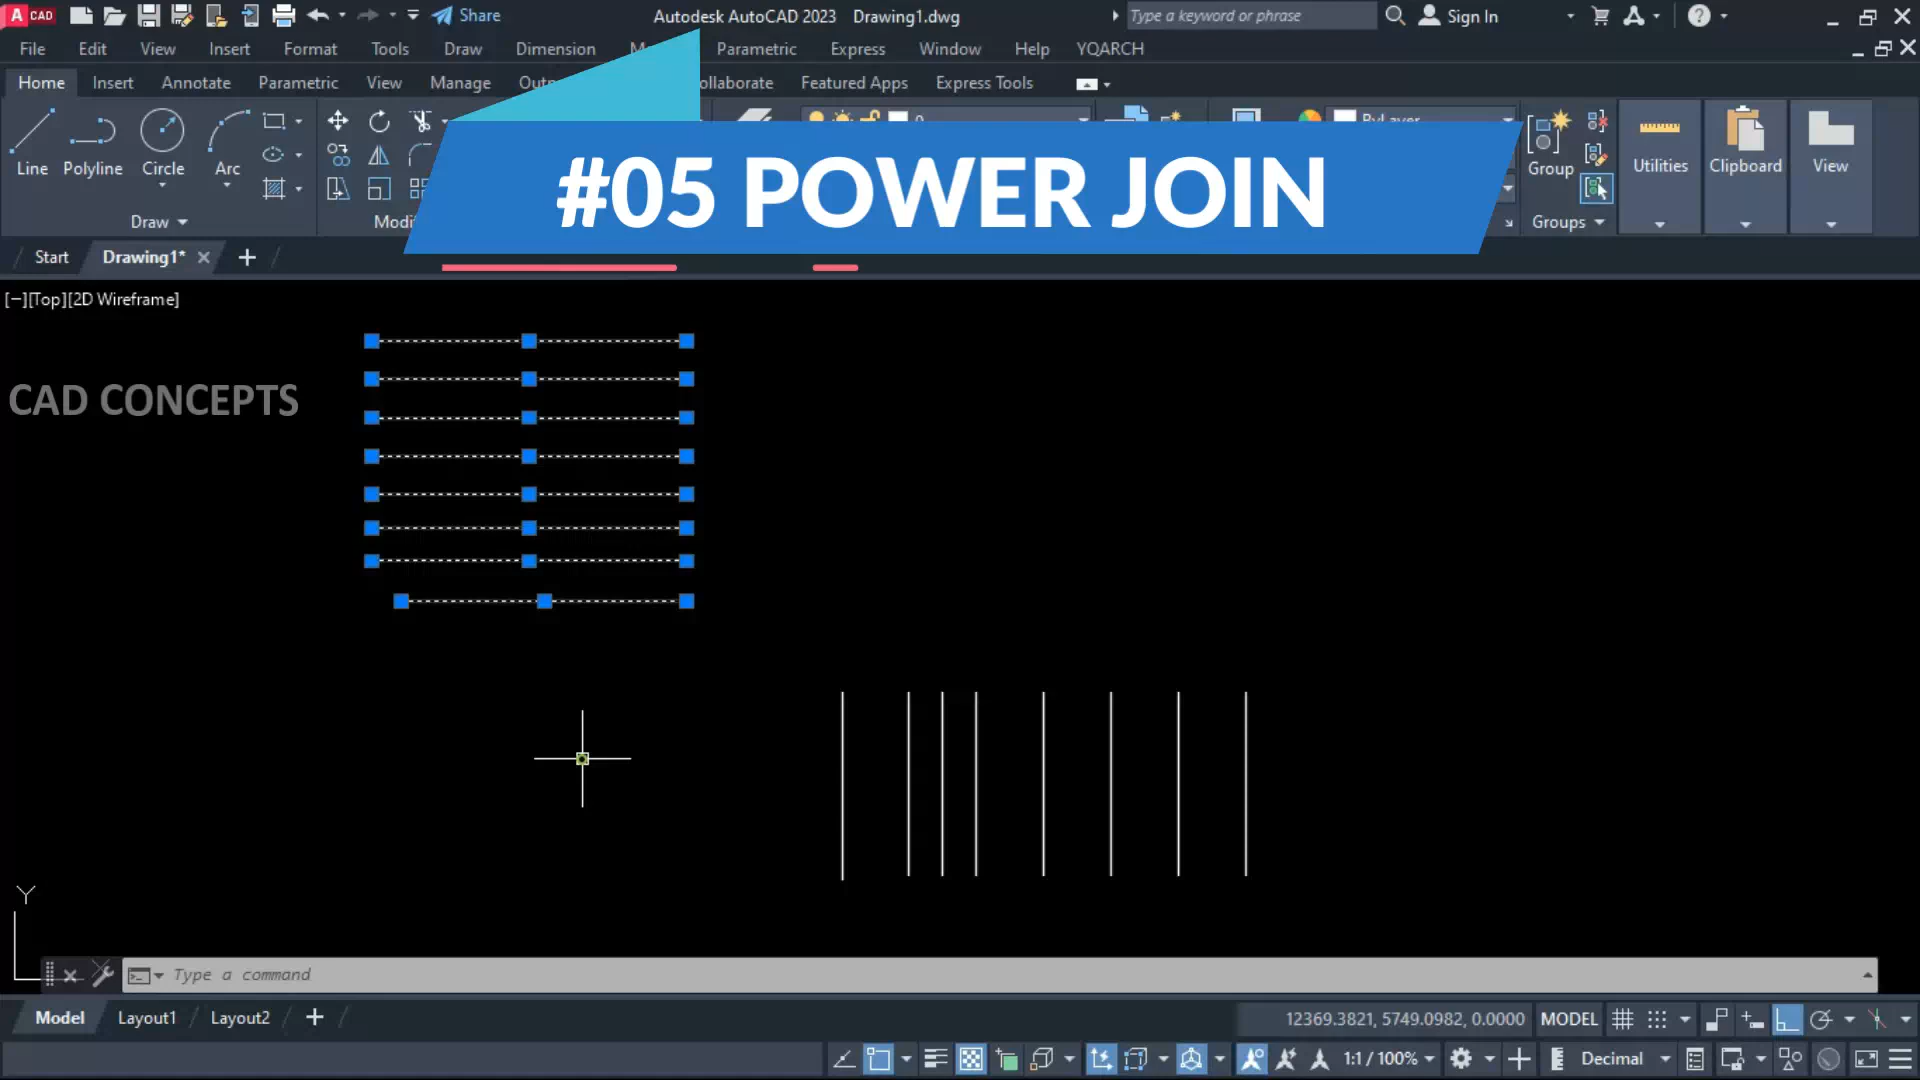 CAD Share Autodesk AutoCAD 2023 Drawing1.dwg Type a keyword or phrase Sign In
File Edit View Insert Format Tools Draw Dimension Parametric Express Window Help YQARCH
Home Insert Annotate Parametric View Manage ollaborate Featured Apps Express Tools
#05 POWER JOIN
Line Polyline Circle Arc Group Utilities Clipboard View
Draw Groups
Start Drawing1* +
[−][Top][2D Wireframe]
CAD CONCEPTS
Y
Type a command
Model Layout1 Layout2 + 12369.3821, 5749.0982, 0.0000 MODEL
1:1 / 100% Decimal